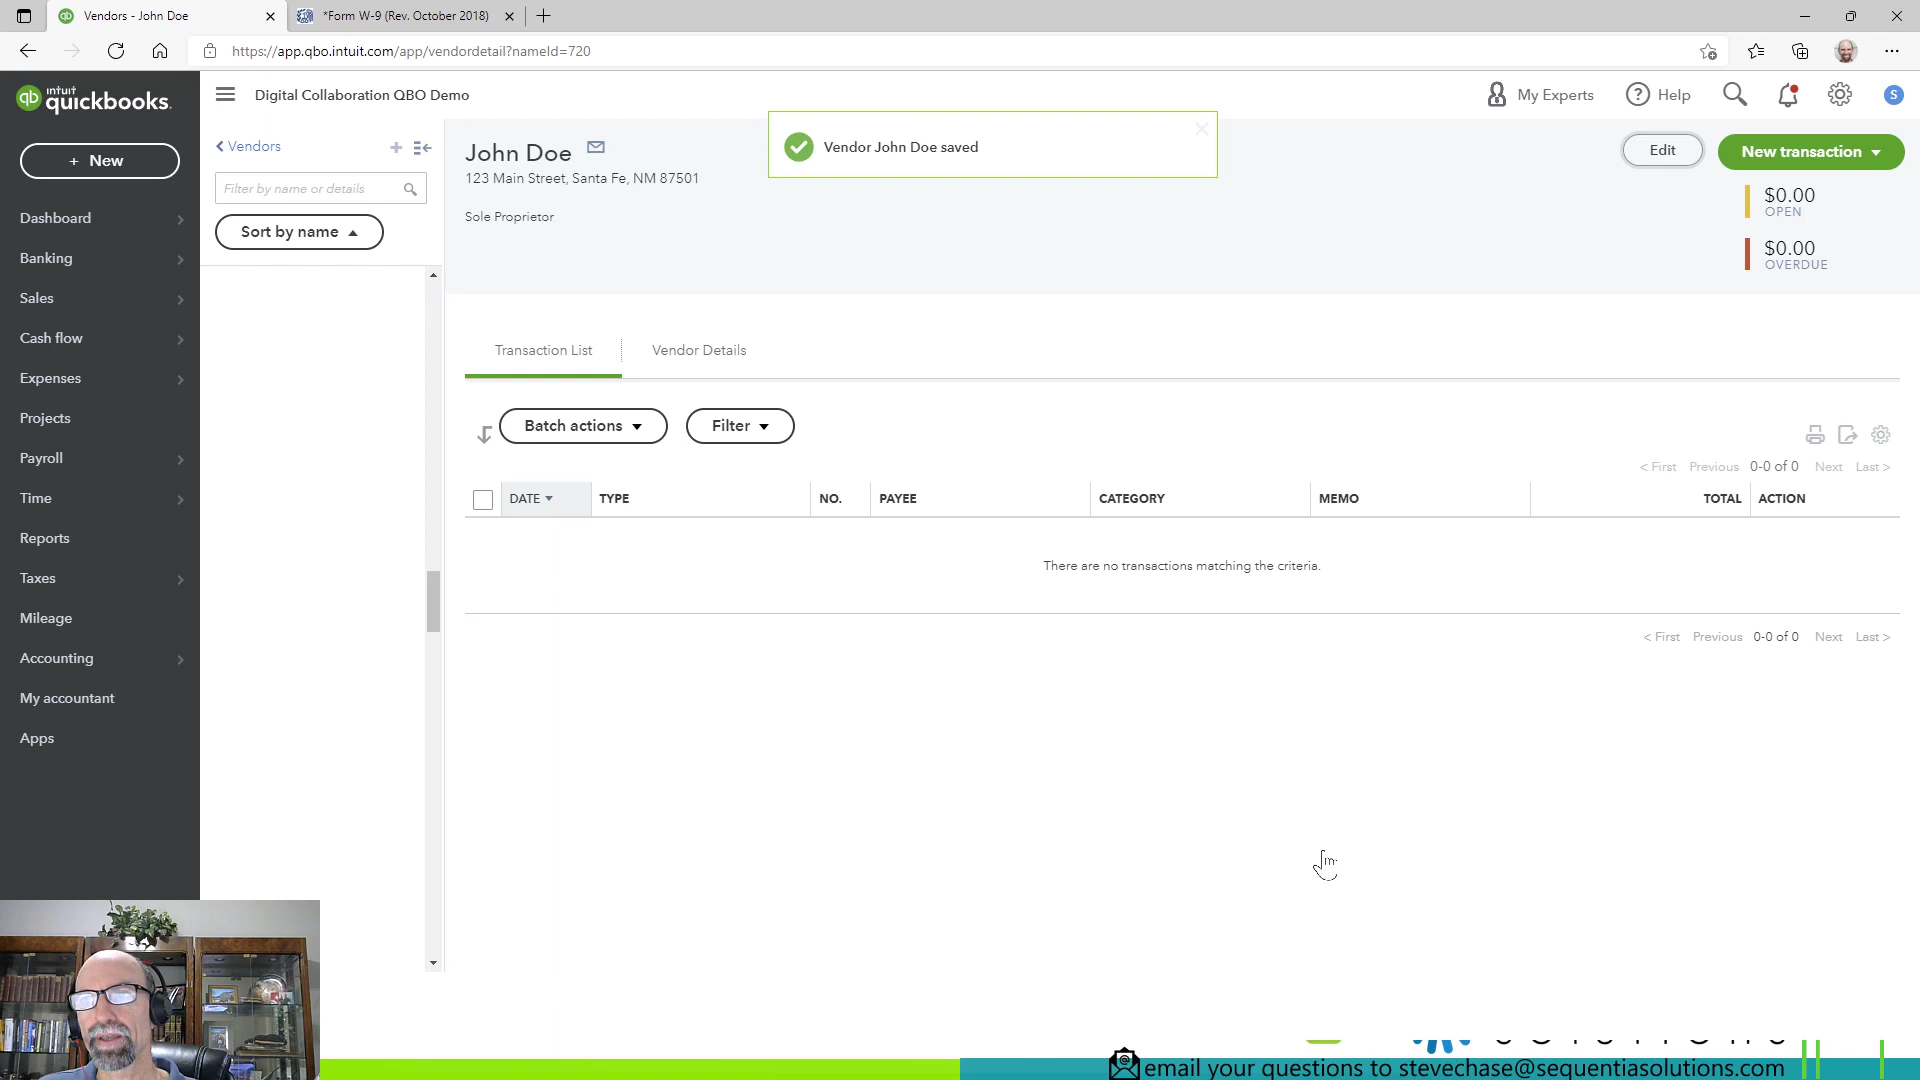 Vendors - John Doe
*Form W-9 (Rev. October 2018)
https://app.qbo.intuit.com/app/vendordetail?nameId=720
qb intuit quickbooks.
Digital Collaboration QBO Demo
My Experts
? Help
S
+ New
Dashboard
Banking
Sales
Cash flow
Expenses
Projects
Payroll
Time
Reports
Taxes
Mileage
Accounting
My accountant
Apps
< Vendors
Filter by name or details
Sort by name
John Doe
123 Main Street, Santa Fe, NM 87501
Sole Proprietor
Vendor John Doe saved
Edit
New transaction
$0.00
OPEN
$0.00
OVERDUE
Transaction List
Vendor Details
Batch actions
Filter
< First Previous 0-0 of 0 Next Last >
DATE TYPE NO. PAYEE CATEGORY MEMO TOTAL ACTION
There are no transactions matching the criteria.
< First Previous 0-0 of 0 Next Last >
email your questions to stevechase@sequentiasolutions.com